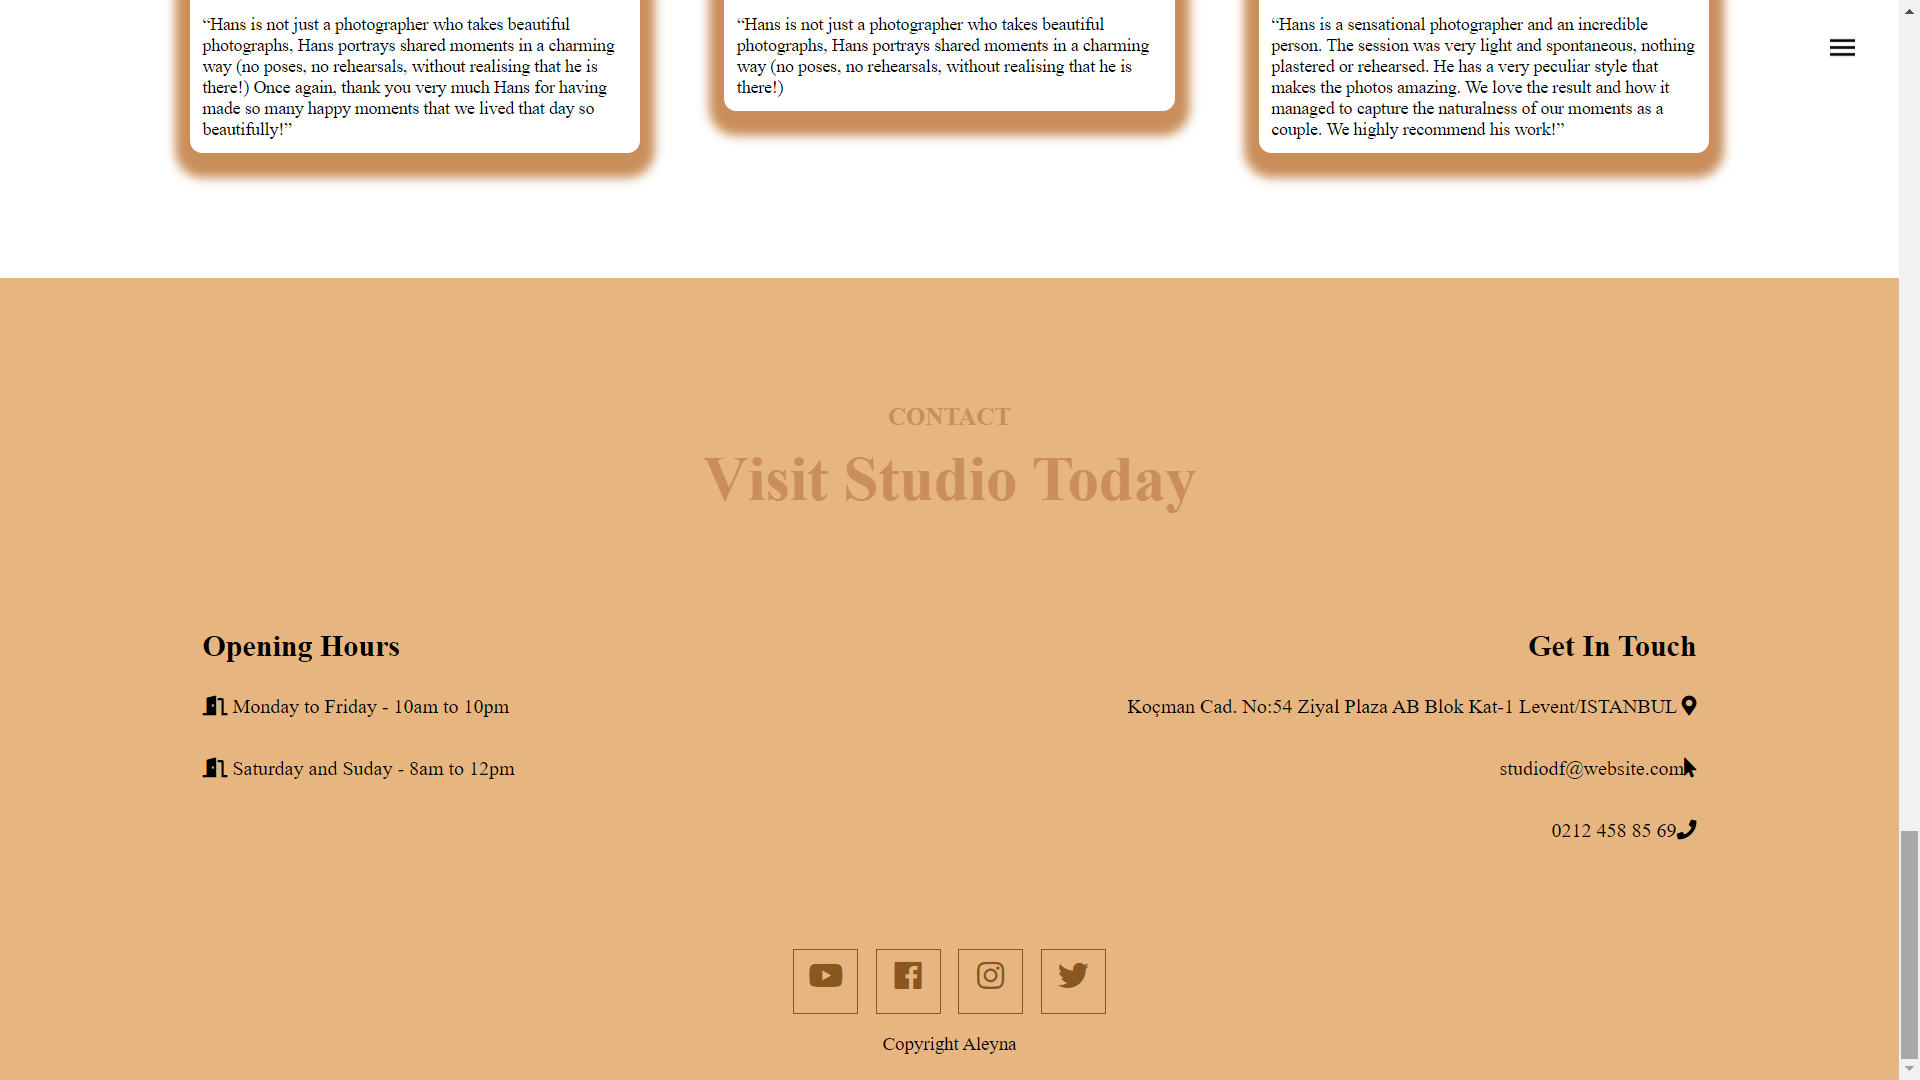 “Hans is not just a photographer who takes beautiful
photographs, Hans portrays shared moments in a charming
way (no poses, no rehearsals, without realising that he is
there!) Once again, thank you very much Hans for having
made so many happy moments that we lived that day so
beautifully!”
“Hans is not just a photographer who takes beautiful
photographs, Hans portrays shared moments in a charming
way (no poses, no rehearsals, without realising that he is
there!)
“Hans is a sensational photographer and an incredible
person. The session was very light and spontaneous, nothing
plastered or rehearsed. He has a very peculiar style that
makes the photos amazing. We love the result and how it
managed to capture the naturalness of our moments as a
couple. We highly recommend his work!”
CONTACT
Visit Studio Today
Opening Hours
Monday to Friday - 10am to 10pm
Saturday and Suday - 8am to 12pm
Get In Touch
Koçman Cad. No:54 Ziyal Plaza AB Blok Kat-1 Levent/ISTANBUL
studiodf@website.com
0212 458 85 69
Copyright Aleyna